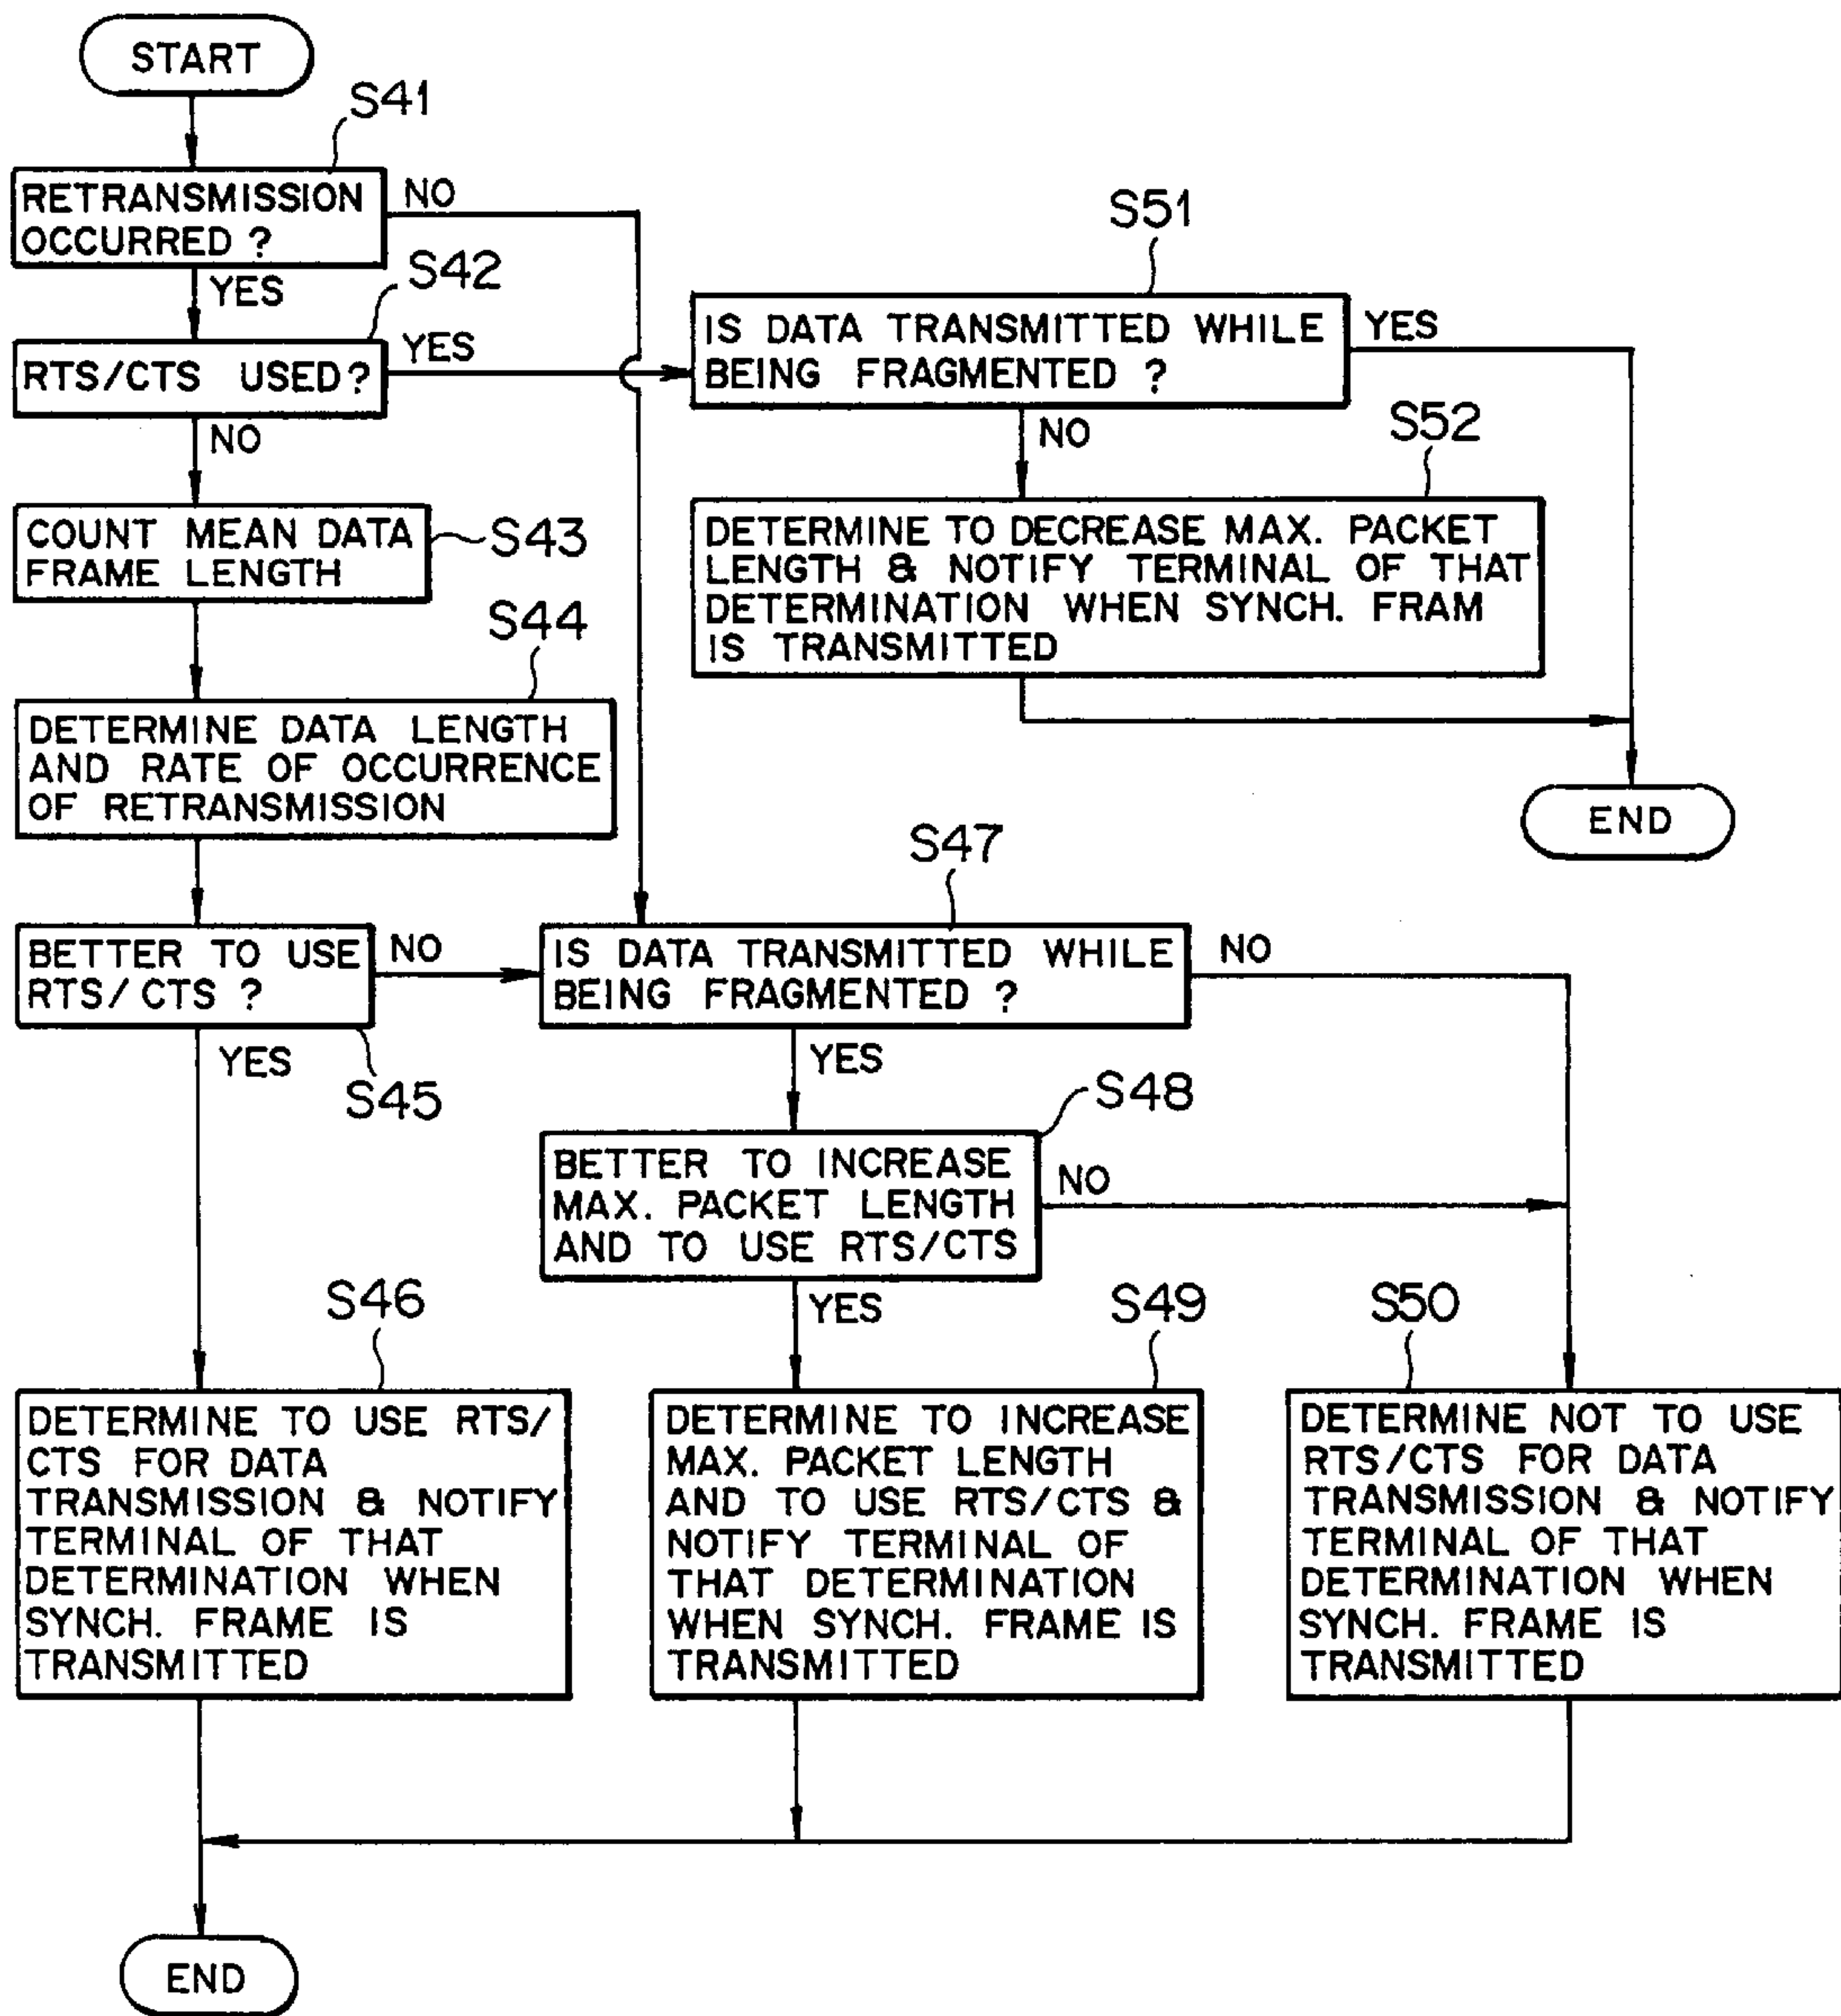 START
S41
RETRANSMISSION
OCCURRED ?
NO
YES
S42
RTS/CTS USED?
YES
NO
S51
IS DATA TRANSMITTED WHILE
BEING FRAGMENTED ?
YES
NO
S52
DETERMINE TO DECREASE MAX. PACKET
LENGTH & NOTIFY TERMINAL OF THAT
DETERMINATION WHEN SYNCH. FRAM
IS TRANSMITTED
END
COUNT MEAN DATA
FRAME LENGTH
S43
S44
DETERMINE DATA LENGTH
AND RATE OF OCCURRENCE
OF RETRANSMISSION
BETTER TO USE
RTS/CTS ?
NO
YES
S45
S47
IS DATA TRANSMITTED WHILE
BEING FRAGMENTED ?
NO
YES
S48
BETTER TO INCREASE
MAX. PACKET LENGTH
AND TO USE RTS/CTS
NO
YES
S46
DETERMINE TO USE RTS/
CTS FOR DATA
TRANSMISSION & NOTIFY
TERMINAL OF THAT
DETERMINATION WHEN
SYNCH. FRAME IS
TRANSMITTED
S49
DETERMINE TO INCREASE
MAX. PACKET LENGTH
AND TO USE RTS/CTS &
NOTIFY TERMINAL OF
THAT DETERMINATION
WHEN SYNCH. FRAME IS
TRANSMITTED
S50
DETERMINE NOT TO USE
RTS/CTS FOR DATA
TRANSMISSION & NOTIFY
TERMINAL OF THAT
DETERMINATION WHEN
SYNCH. FRAME IS
TRANSMITTED
END